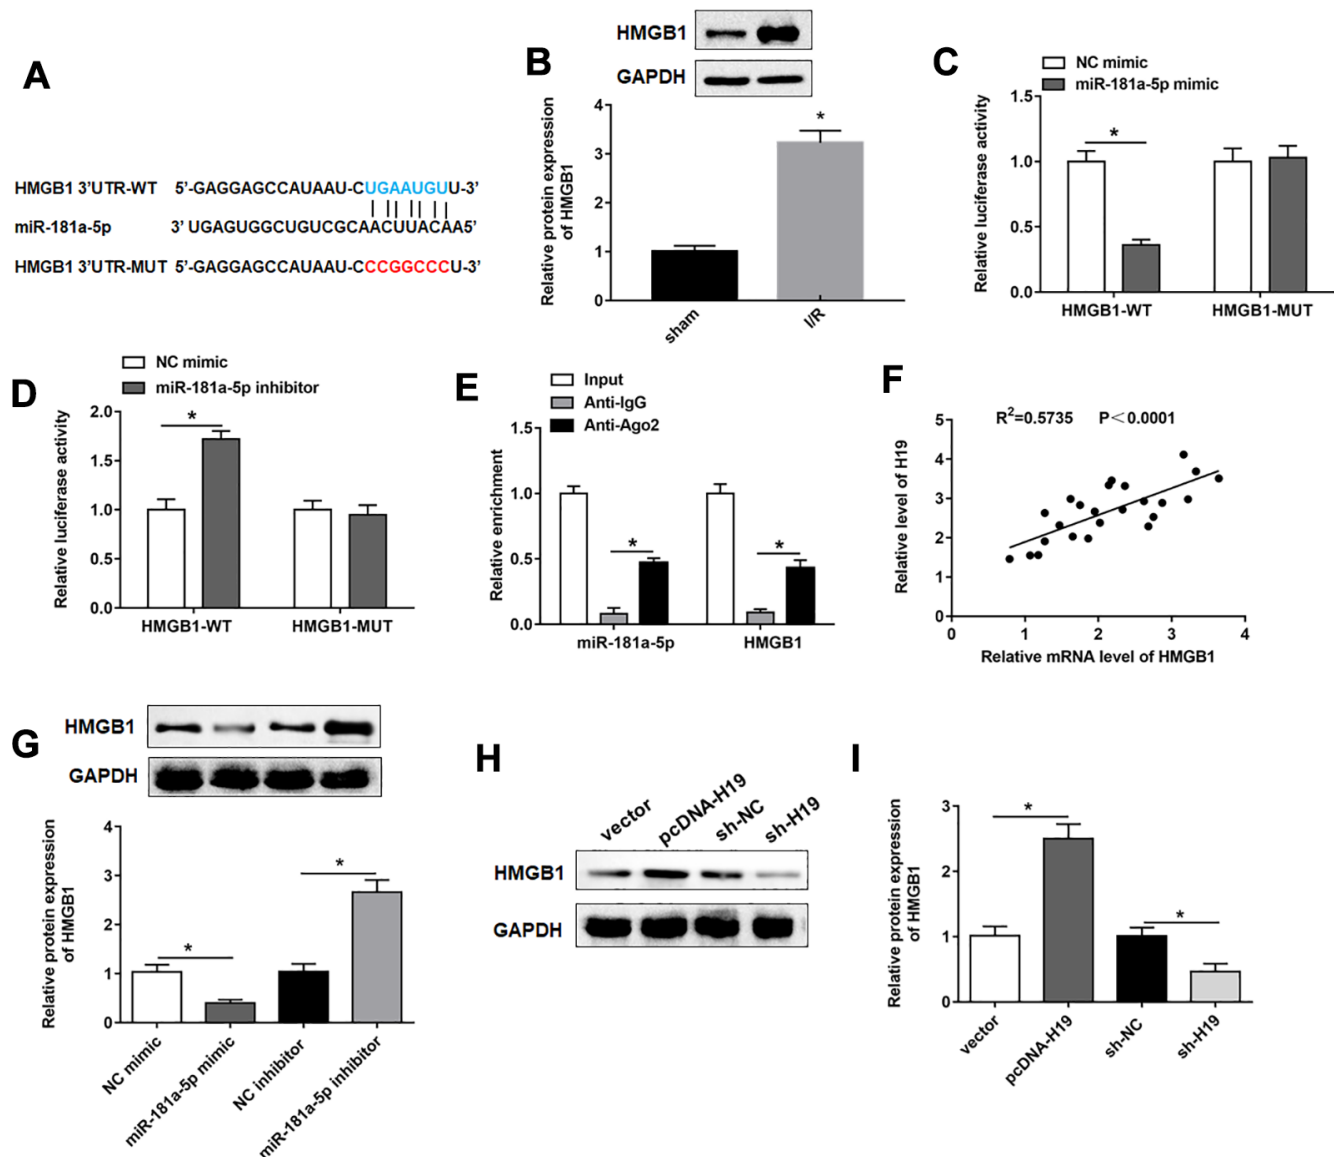 A
HMGB1 3'UTR-WT 5'-GAGGAGCCAUAAU-CUGAAUGUU-3'
miR-181a-5p 3' UGAGUGGCUGUCGCAACUUACAA5'
HMGB1 3'UTR-MUT 5'-GAGGAGCCAUAAU-CCCGGCCCU-3'
B
HMGB1
GAPDH
Relative protein expression
of HMGB1
4
3
2
1
0
*
sham
I/R
C
NC mimic
miR-181a-5p mimic
Relative luciferase activity
1.5
1.0
0.5
0.0
*
HMGB1-WT
HMGB1-MUT
D
NC mimic
miR-181a-5p inhibitor
Relative luciferase activity
2.0
1.5
1.0
0.5
0.0
*
HMGB1-WT
HMGB1-MUT
E
Input
Anti-IgG
Anti-Ago2
Relative enrichment
1.5
1.0
0.5
0.0
*
*
miR-181a-5p
HMGB1
F
R2=0.5735 P<0.0001
Relative level of H19
5
4
3
2
1
0
0 1 2 3 4
Relative mRNA level of HMGB1
G
HMGB1
GAPDH
Relative protein expression
of HMGB1
4
3
2
1
0
*
*
NC mimic
miR-181a-5p mimic
NC inhibitor
miR-181a-5p inhibitor
H
vector
pcDNA-H19
sh-NC
sh-H19
HMGB1
GAPDH
I
Relative protein expression
of HMGB1
3
2
1
0
*
*
vector
pcDNA-H19
sh-NC
sh-H19